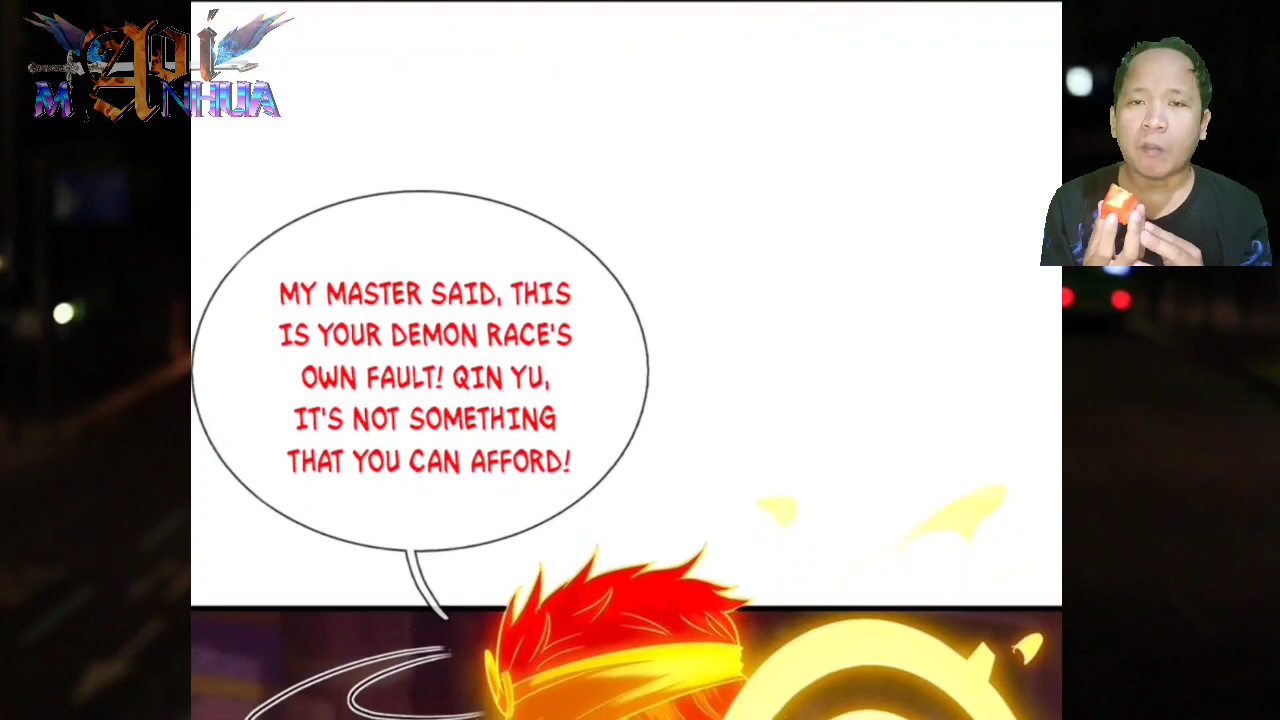 Api
MANHUA
MY MASTER SAID, THIS
IS YOUR DEMON RACE'S
OWN FAULT! QIN YU,
IT'S NOT SOMETHING
THAT YOU CAN AFFORD!